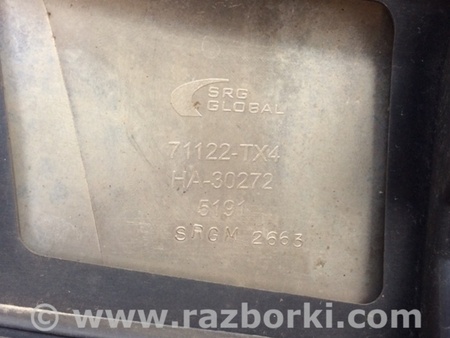 SRG
GLOBAL
71122-TX4
HA-30272
5191
SRGM 2663
www.razborki.com